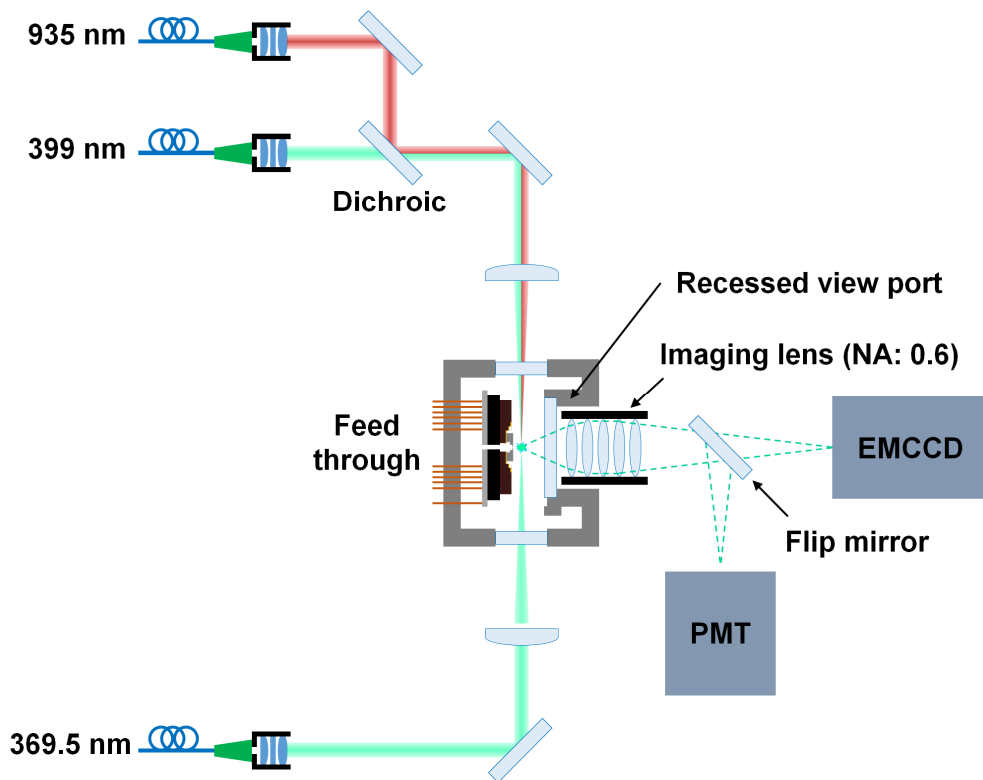 935 nm
399 nm
Dichroic
Recessed view port
Imaging lens (NA: 0.6)
Feed
through
EMCCD
Flip mirror
PMT
369.5 nm